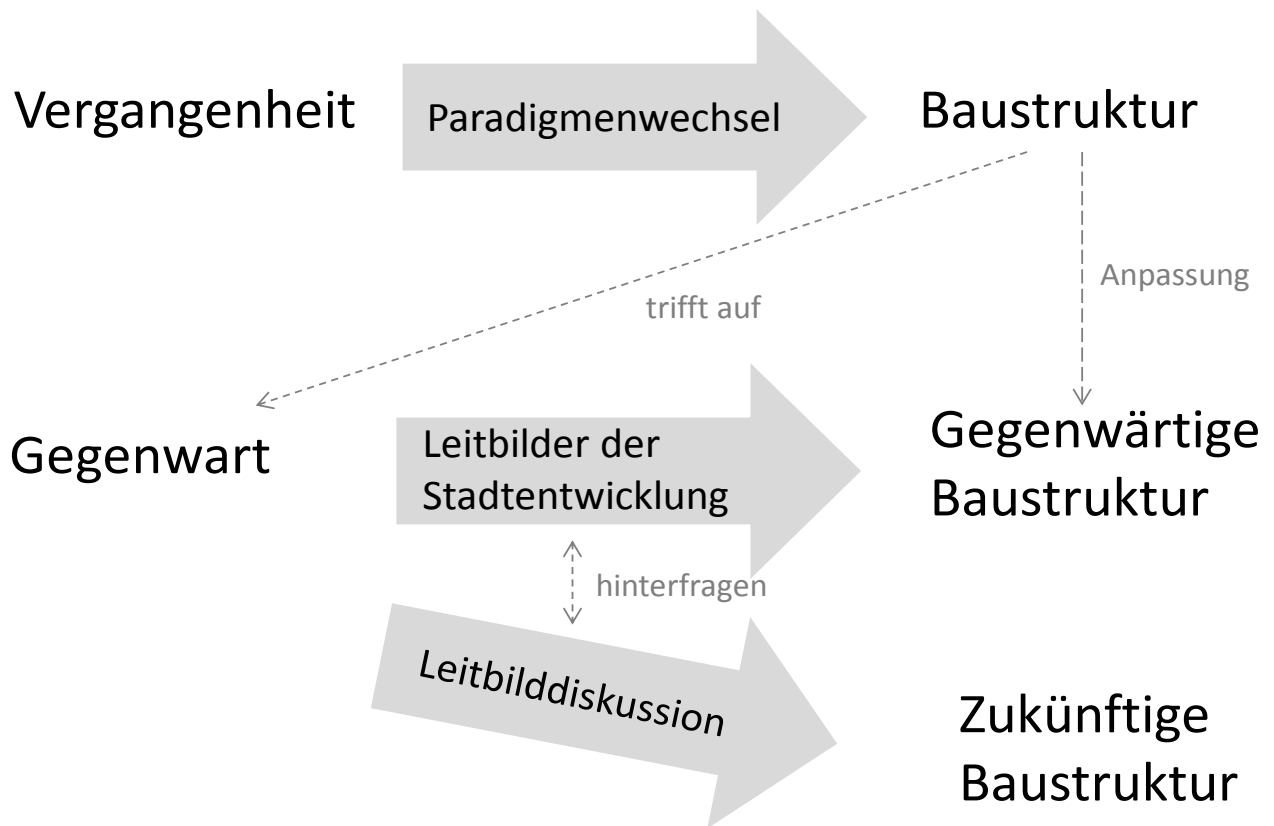 Vergangenheit
Paradigmenwechsel
Baustruktur
trifft auf
Anpassung
Gegenwart
Leitbilder der
Stadtentwicklung
Gegenwärtige
Baustruktur
hinterfragen
Leitbilddiskussion
Zukünftige
Baustruktur